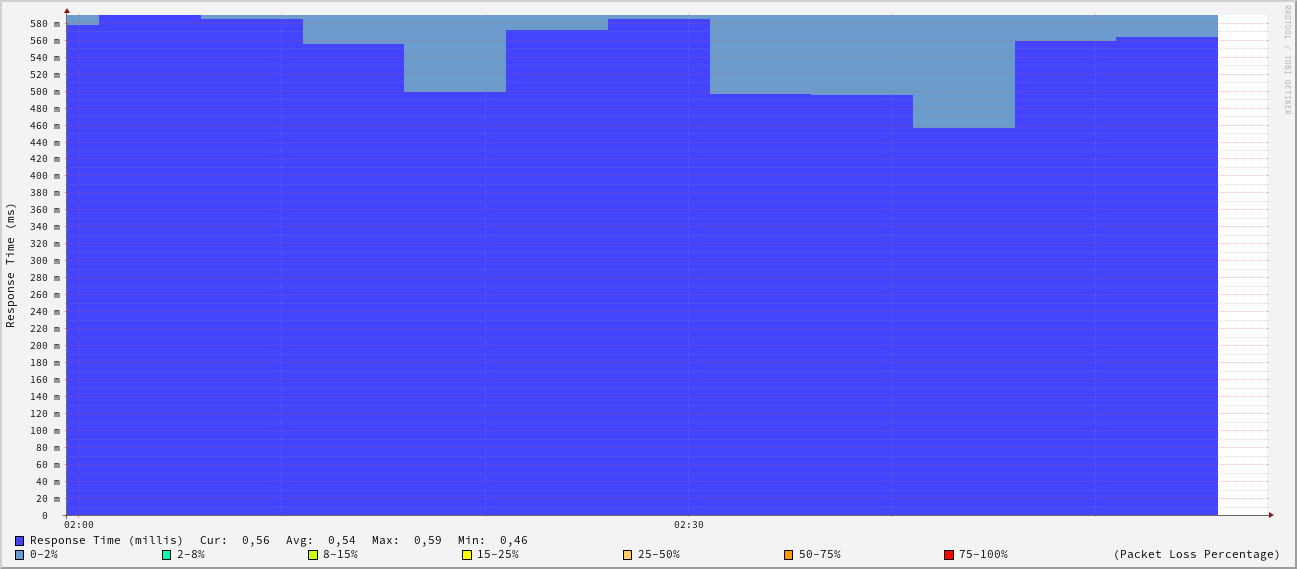 580 m
560 m
540 m
520 m
500 m
480 m
460 m
440 m
420 m
400 m
380 m
360 m
340 m
320 m
300 m
280 m
260 m
240 m
220 m
200 m
180 m
160 m
140 m
120 m
100 m
80 m
60 m
40 m
20 m
0
Response Time (ms)
RRDTOOL / TOBI OETIKER
02:00 02:30
Response Time (millis) Cur: 0,56 Avg: 0,54 Max: 0,59 Min: 0,46
0-2% 2-8% 8-15% 15-25% 25-50% 50-75% 75-100% (Packet Loss Percentage)